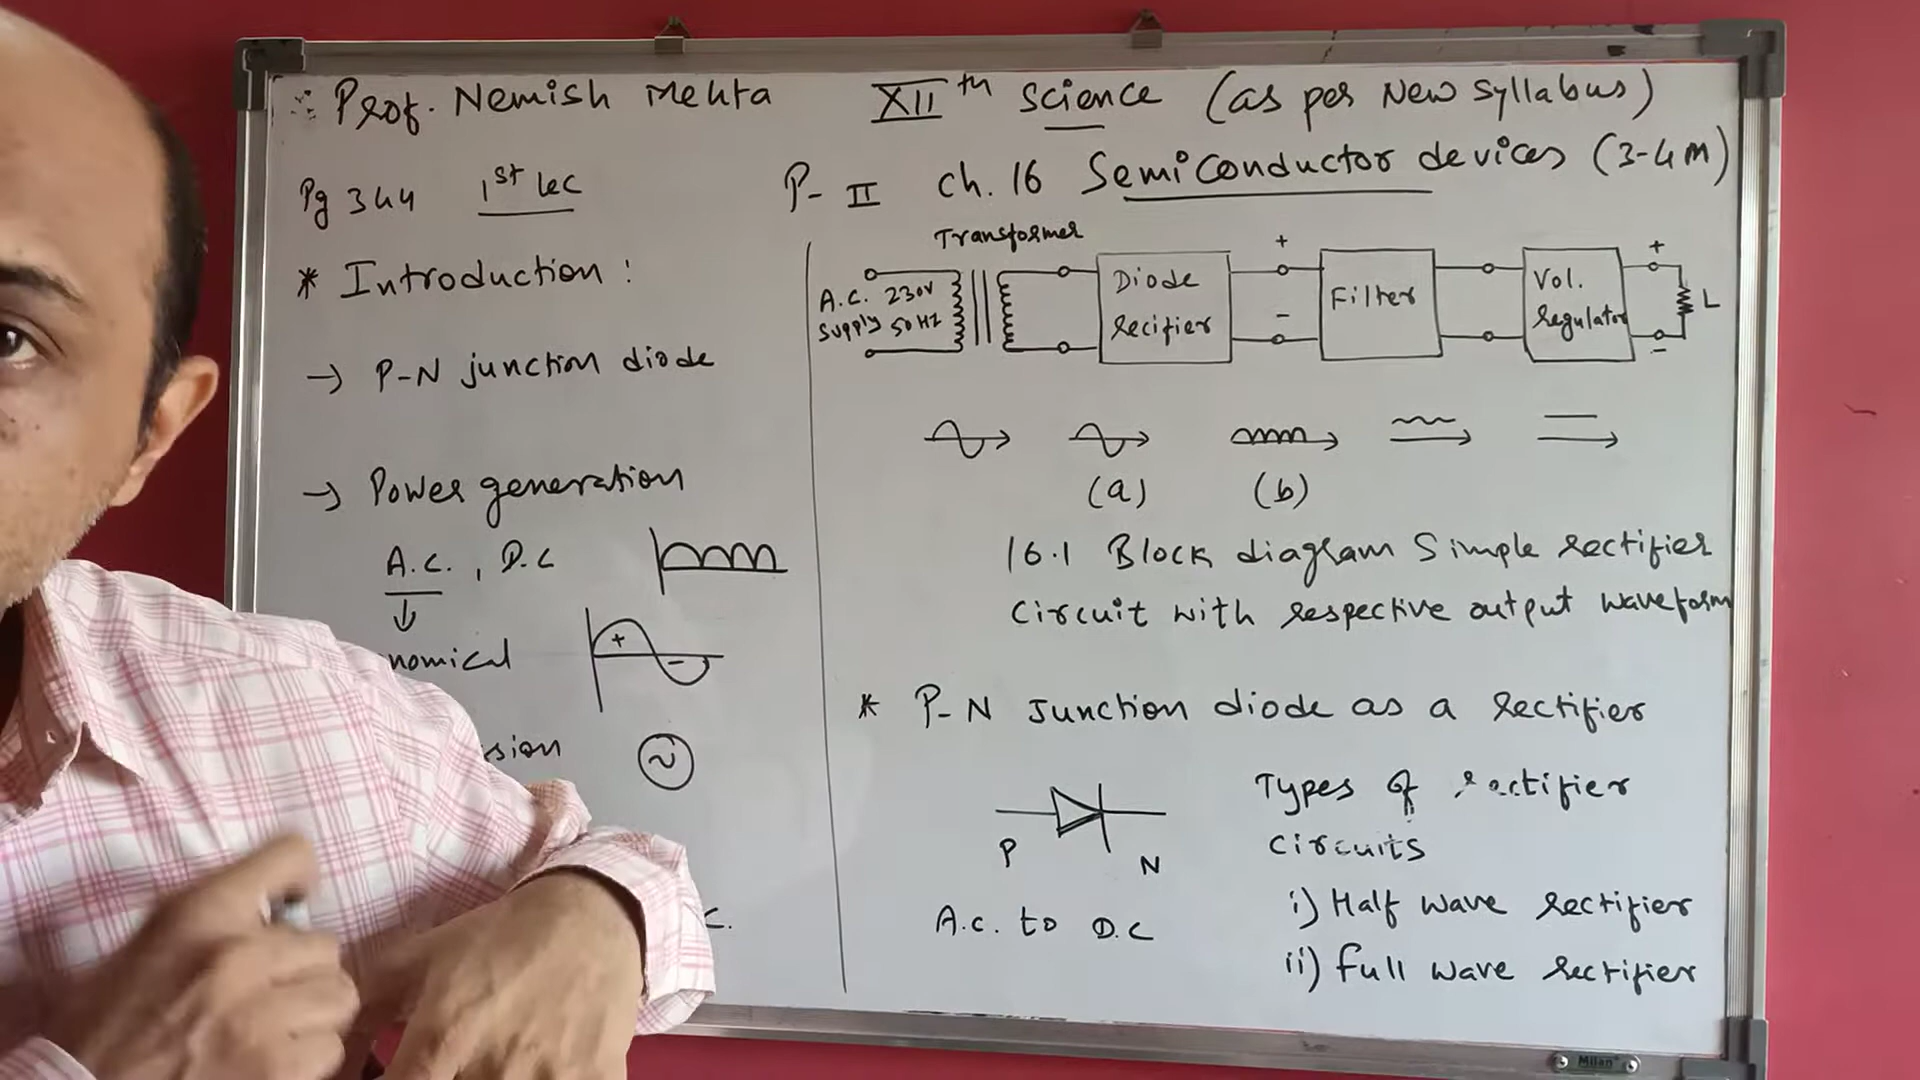 ∴ Prof. Nemish Mehta XIIth Science (as per New Syllabus)
Pg 344 1st lec P-II Ch. 16 Semiconductor devices (3-4M)
* Introduction :
→ P-N junction diode
→ Power generation
A.C. , D.C
+
-
~
C.
Transformer
A.C. 230V
Supply 50HZ
Diode
recifier
+
-
Filter
Vol.
regulator
+
-
L
(a) (b)
16.1 Block diagram Simple rectifier
Circuit with respective output waveform
* P-N Junction diode as a rectifier
P N
A.C. to D.C
Types of rectifier
circuits
i) Half wave rectifier
ii) full wave rectifier
Milan